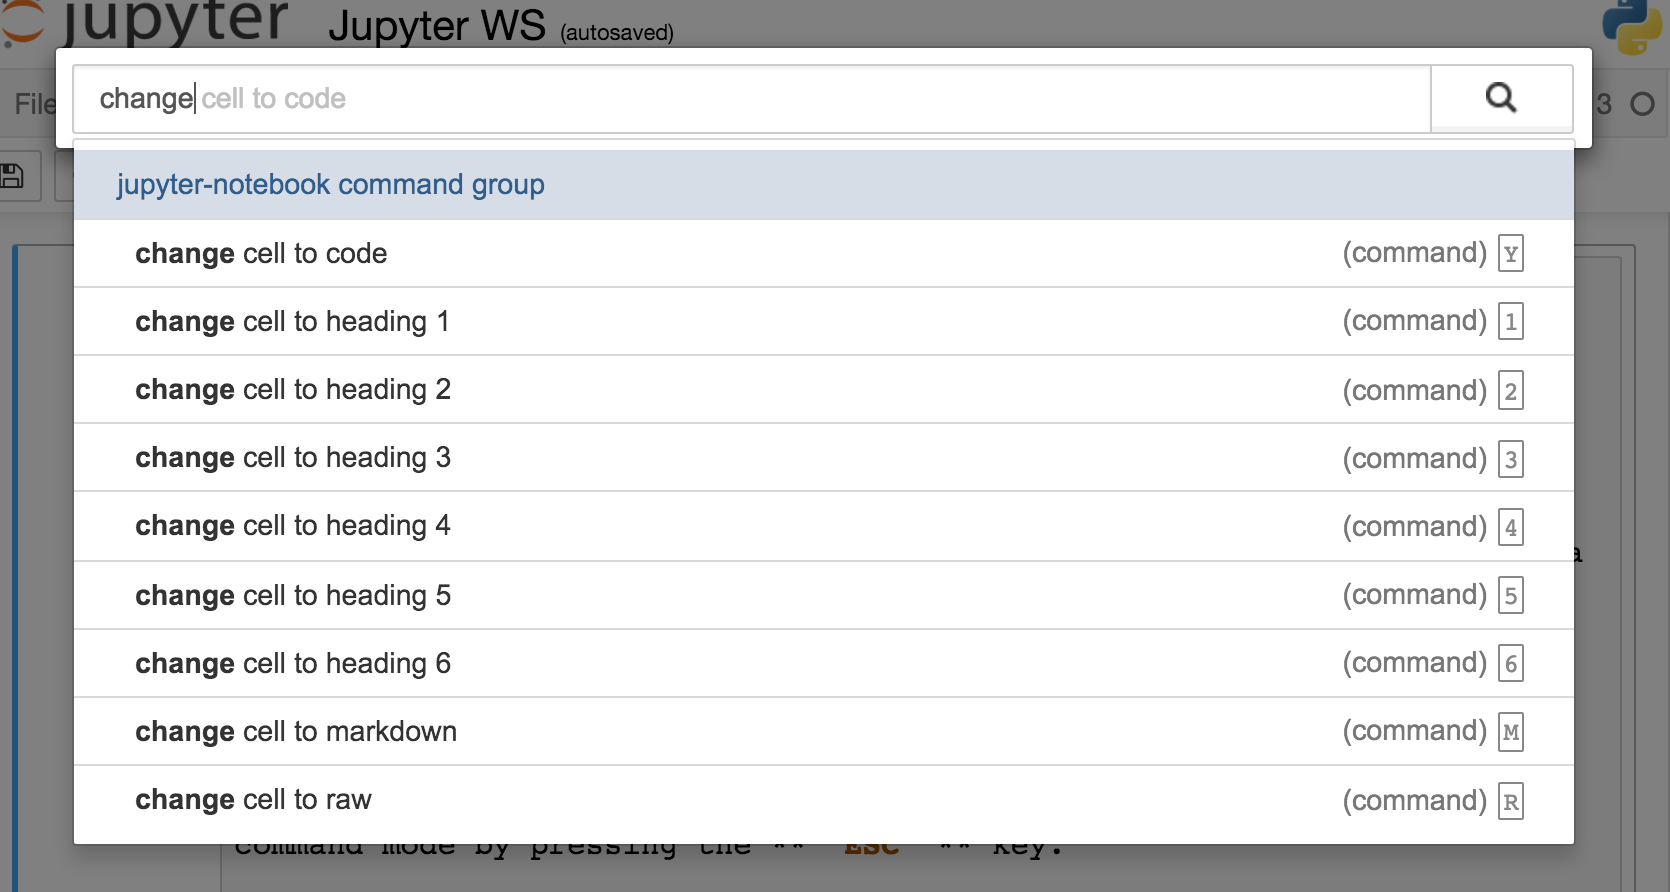 jupyter Jupyter WS (autosaved)
change cell to code
File
3
jupyter-notebook command group
change cell to code (command) Y
change cell to heading 1 (command) 1
change cell to heading 2 (command) 2
change cell to heading 3 (command) 3
change cell to heading 4 (command) 4
a
change cell to heading 5 (command) 5
change cell to heading 6 (command) 6
change cell to markdown (command) M
change cell to raw (command) R
command mode by pressing the ** ESC ** key.